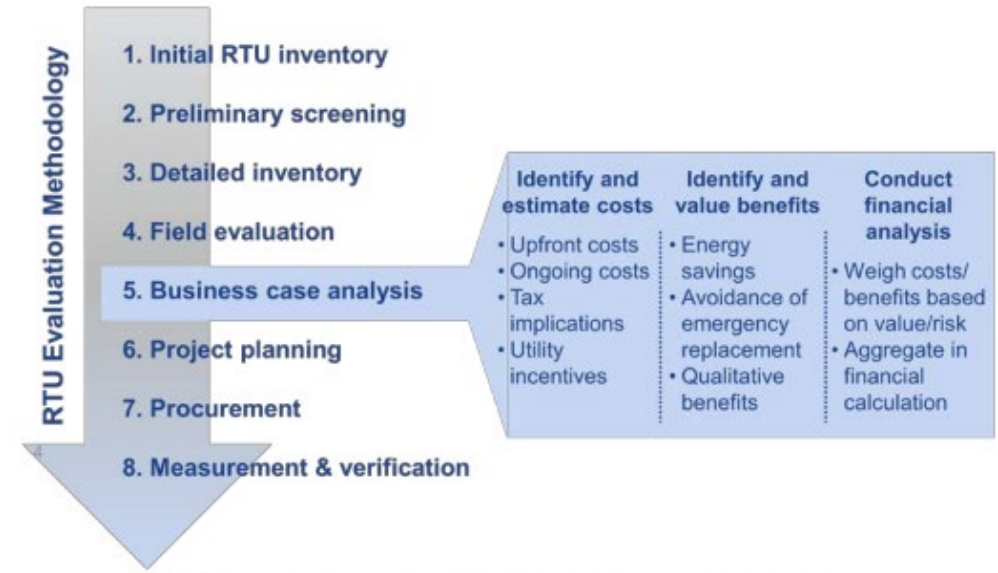 RTU Evaluation Methodology
1. Initial RTU inventory
2. Preliminary screening
3. Detailed inventory
4. Field evaluation
5. Business case analysis
6. Project planning
7. Procurement
8. Measurement & verification
4
Identify and
estimate costs
• Upfront costs
• Ongoing costs
• Tax
implications
• Utility
incentives
Identify and
value benefits
• Energy
savings
• Avoidance of
emergency
replacement
• Qualitative
benefits
Conduct
financial
analysis
• Weigh costs/
benefits based
on value/risk
• Aggregate in
financial
calculation